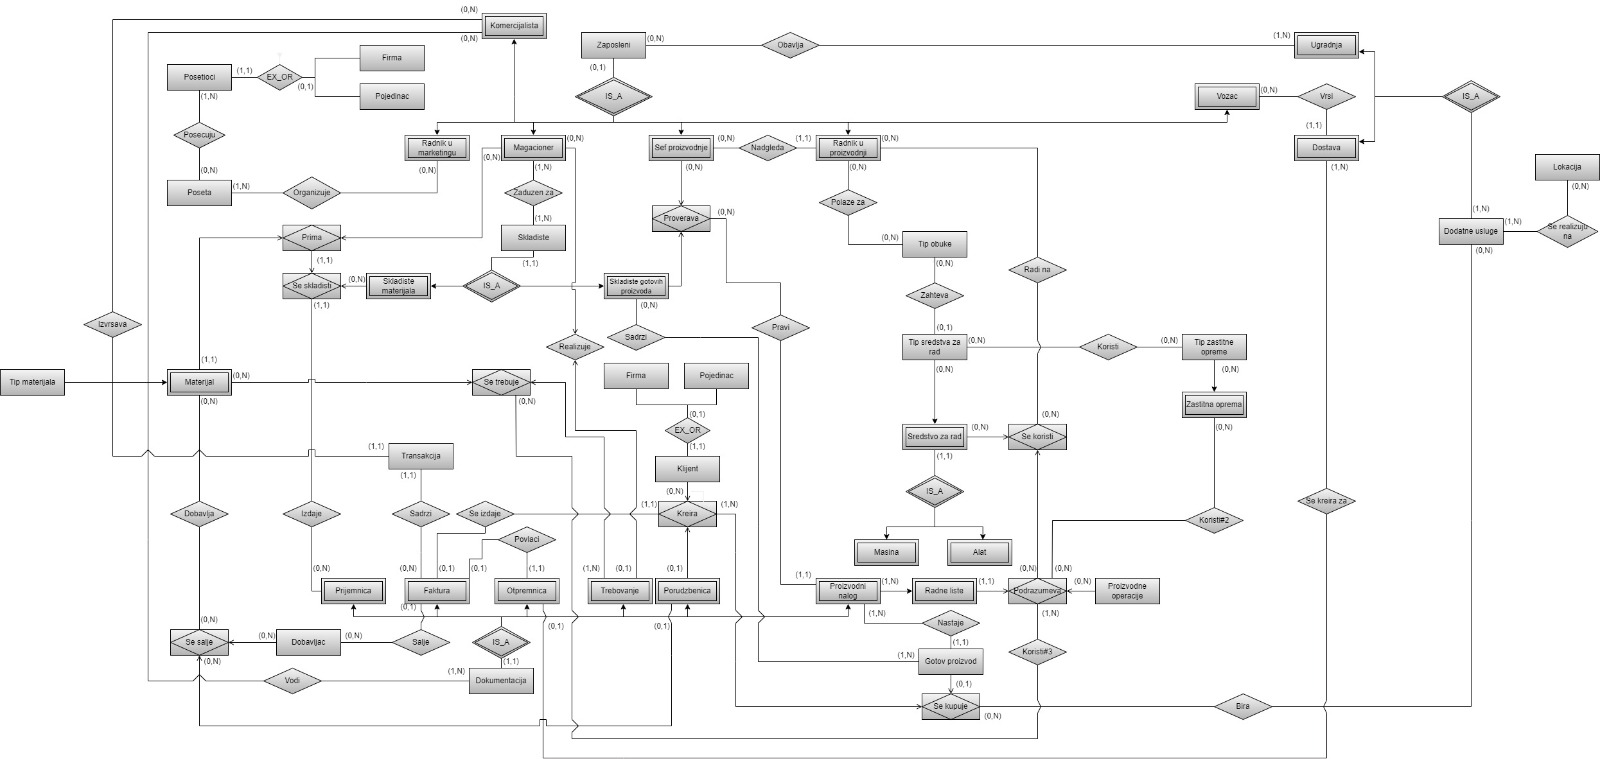 (0,N)
Komercijalista
(0,N)
Zaposleni
(0,N)
Obavlja
(1,N)
Ugradnja
(0,1)
IS_A
Firma
Posetioci
(1,1)
EX_OR
(0,1)
Pojedinac
(1,N)
Posecuju
(0,N)
Poseta
(1,N)
Organizuje
Radnik u
marketingu
(0,N)
(0,N)
Magacioner
(0,N)
(1,N)
Zaduzen za
(1,N)
Skladiste
(1,1)
IS_A
Sef proizvodnje
(0,N)
Nadgleda
(1,1)
Radnik u
proizvodnji
(0,N)
(0,N)
Proverava
(0,N)
(0,N)
Polaze za
(0,N)
Tip obuke
(0,N)
Zahteva
(0,1)
Vozac
(0,N)
Vrsi
(1,1)
Dostava
(1,N)
IS_A
(1,N)
Dodatne usluge
(0,N)
(1,N)
Se realizuju
na
(0,N)
Lokacija
Prima
(1,1)
Se skladisti
(0,N)
Skladiste
materijala
(1,1)
Skladiste gotovih
proizvoda
(0,N)
Sadrzi
Pravi
Radi na
Izvrsava
Realizuje
Tip sredstva za
rad
(0,N)
Koristi
(0,N)
Tip zastitne
opreme
(0,N)
(0,N)
Zastitna oprema
(0,N)
Tip materijala
(1,1)
Materijal
(0,N)
(0,N)
Se trebuje
(0,N)
Firma
Pojedinac
(0,1)
EX_OR
(1,1)
Klijent
(0,N)
(1,1)
Kreira
(1,N)
Sredstvo za rad
(0,N)
(0,N)
Se koristi
(1,1)
IS_A
Masina
Alat
(1,1)
Transakcija
(1,1)
Dobavlja
Izdaje
Sadrzi
Se izdaje
Povlaci
Se kreira za
Koristi#2
(0,N)
Prijemnica
(0,N)
(0,1)
(0,1)
Faktura
(0,1)
(1,1)
Otpremnica
(0,1)
(1,N)
(0,1)
Trebovanje
Porudzbenica
(0,1)
(1,1)
Proizvodni
nalog
(1,N)
(1,N)
Radne liste
(1,1)
(0,N)
(0,N)
Podrazumeva
(1,N)
(0,N)
Proizvodne
operacije
(0,N)
Se salje
(0,N)
(0,N)
Dobavljac
(0,N)
Salje
IS_A
(1,1)
Nastaje
(1,1)
(1,N)
Gotov proizvod
(0,1)
Koristi#3
Vodi
(1,N)
Dokumentacija
Se kupuje
(0,N)
Bira